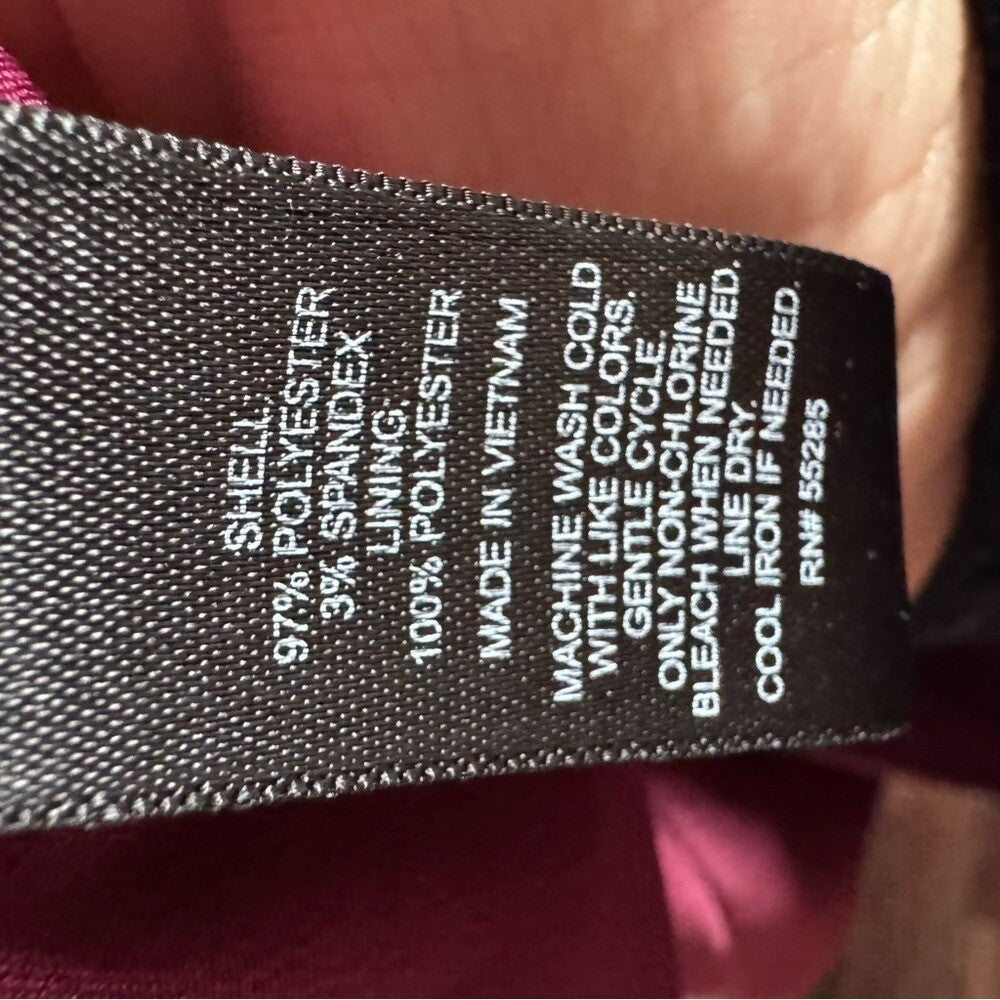 SHELL
97% POLYESTER
3% SPANDEX
LINING:
100% POLYESTER
MADE IN VIETNAM
MACHINE WASH COLD
WITH LIKE COLORS.
GENTLE CYCLE.
ONLY NON-CHLORINE
BLEACH WHEN NEEDED.
LINE DRY.
COOL IRON IF NEEDED.
RN# 55285